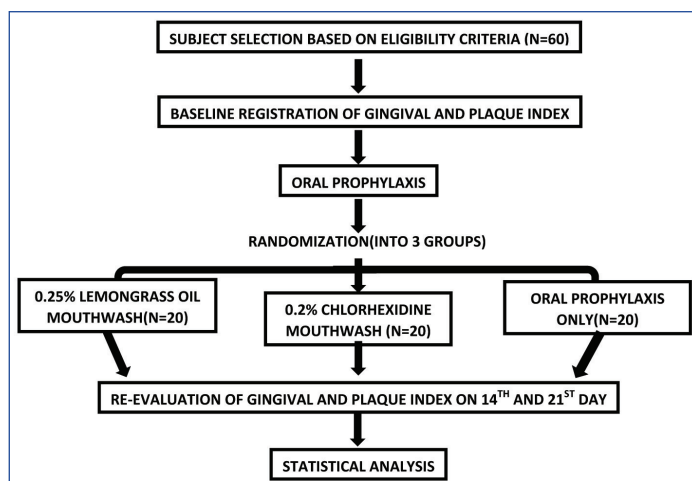 SUBJECT SELECTION BASED ON ELIGIBILITY CRITERIA (N=60)
BASELINE REGISTRATION OF GINGIVAL AND PLAQUE INDEX
ORAL PROPHYLAXIS
RANDOMIZATION(INTO 3 GROUPS)
0.25% LEMONGRASS OIL
MOUTHWASH(N=20)
0.2% CHLORHEXIDINE
MOUTHWASH (N=20)
ORAL PROPHYLAXIS
ONLY(N=20)
RE-EVALUATION OF GINGIVAL AND PLAQUE INDEX ON 14TH AND 21ST DAY
STATISTICAL ANALYSIS